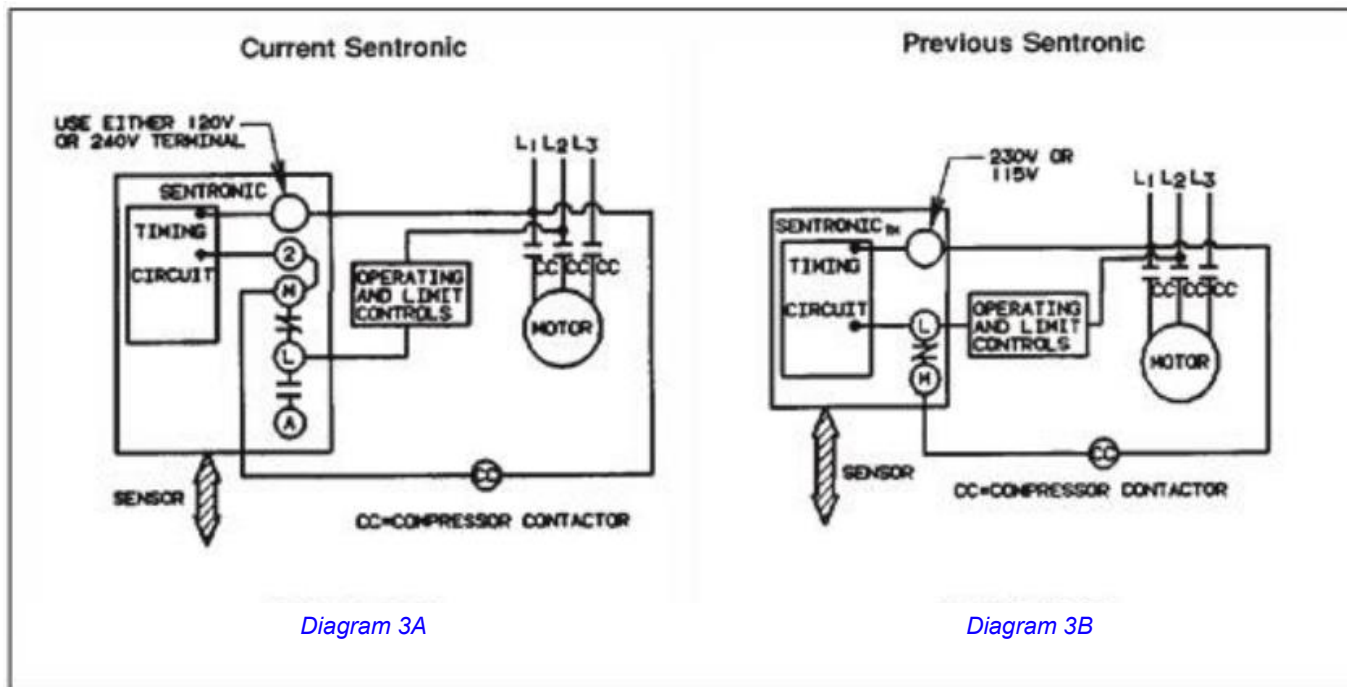 Current Sentronic
USE EITHER 120V
OR 240V TERMINAL
L1 L2 L3
SENTRONIC
TIMING
CIRCUIT
2
M
L
A
OPERATING
AND LIMIT
CONTROLS
CC CC CC
MOTOR
SENSOR
CC
CC=COMPRESSOR CONTACTOR
Diagram 3A
Previous Sentronic
230V OR
115V
L1 L2 L3
SENTRONIC
TIMING
CIRCUIT
L
M
OPERATING
AND LIMIT
CONTROLS
CC CC CC
MOTOR
SENSOR
CC
CC=COMPRESSOR CONTACTOR
Diagram 3B